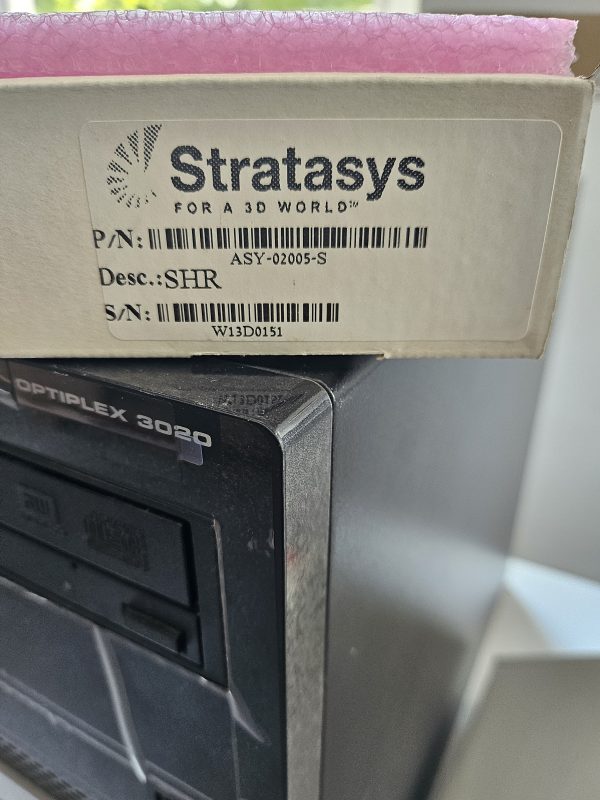 Stratasys
FOR A 3D WORLD™
P/N:
ASY-02005-S
Desc.:SHR
S/N:
W13D0151
OPTIPLEX 3020